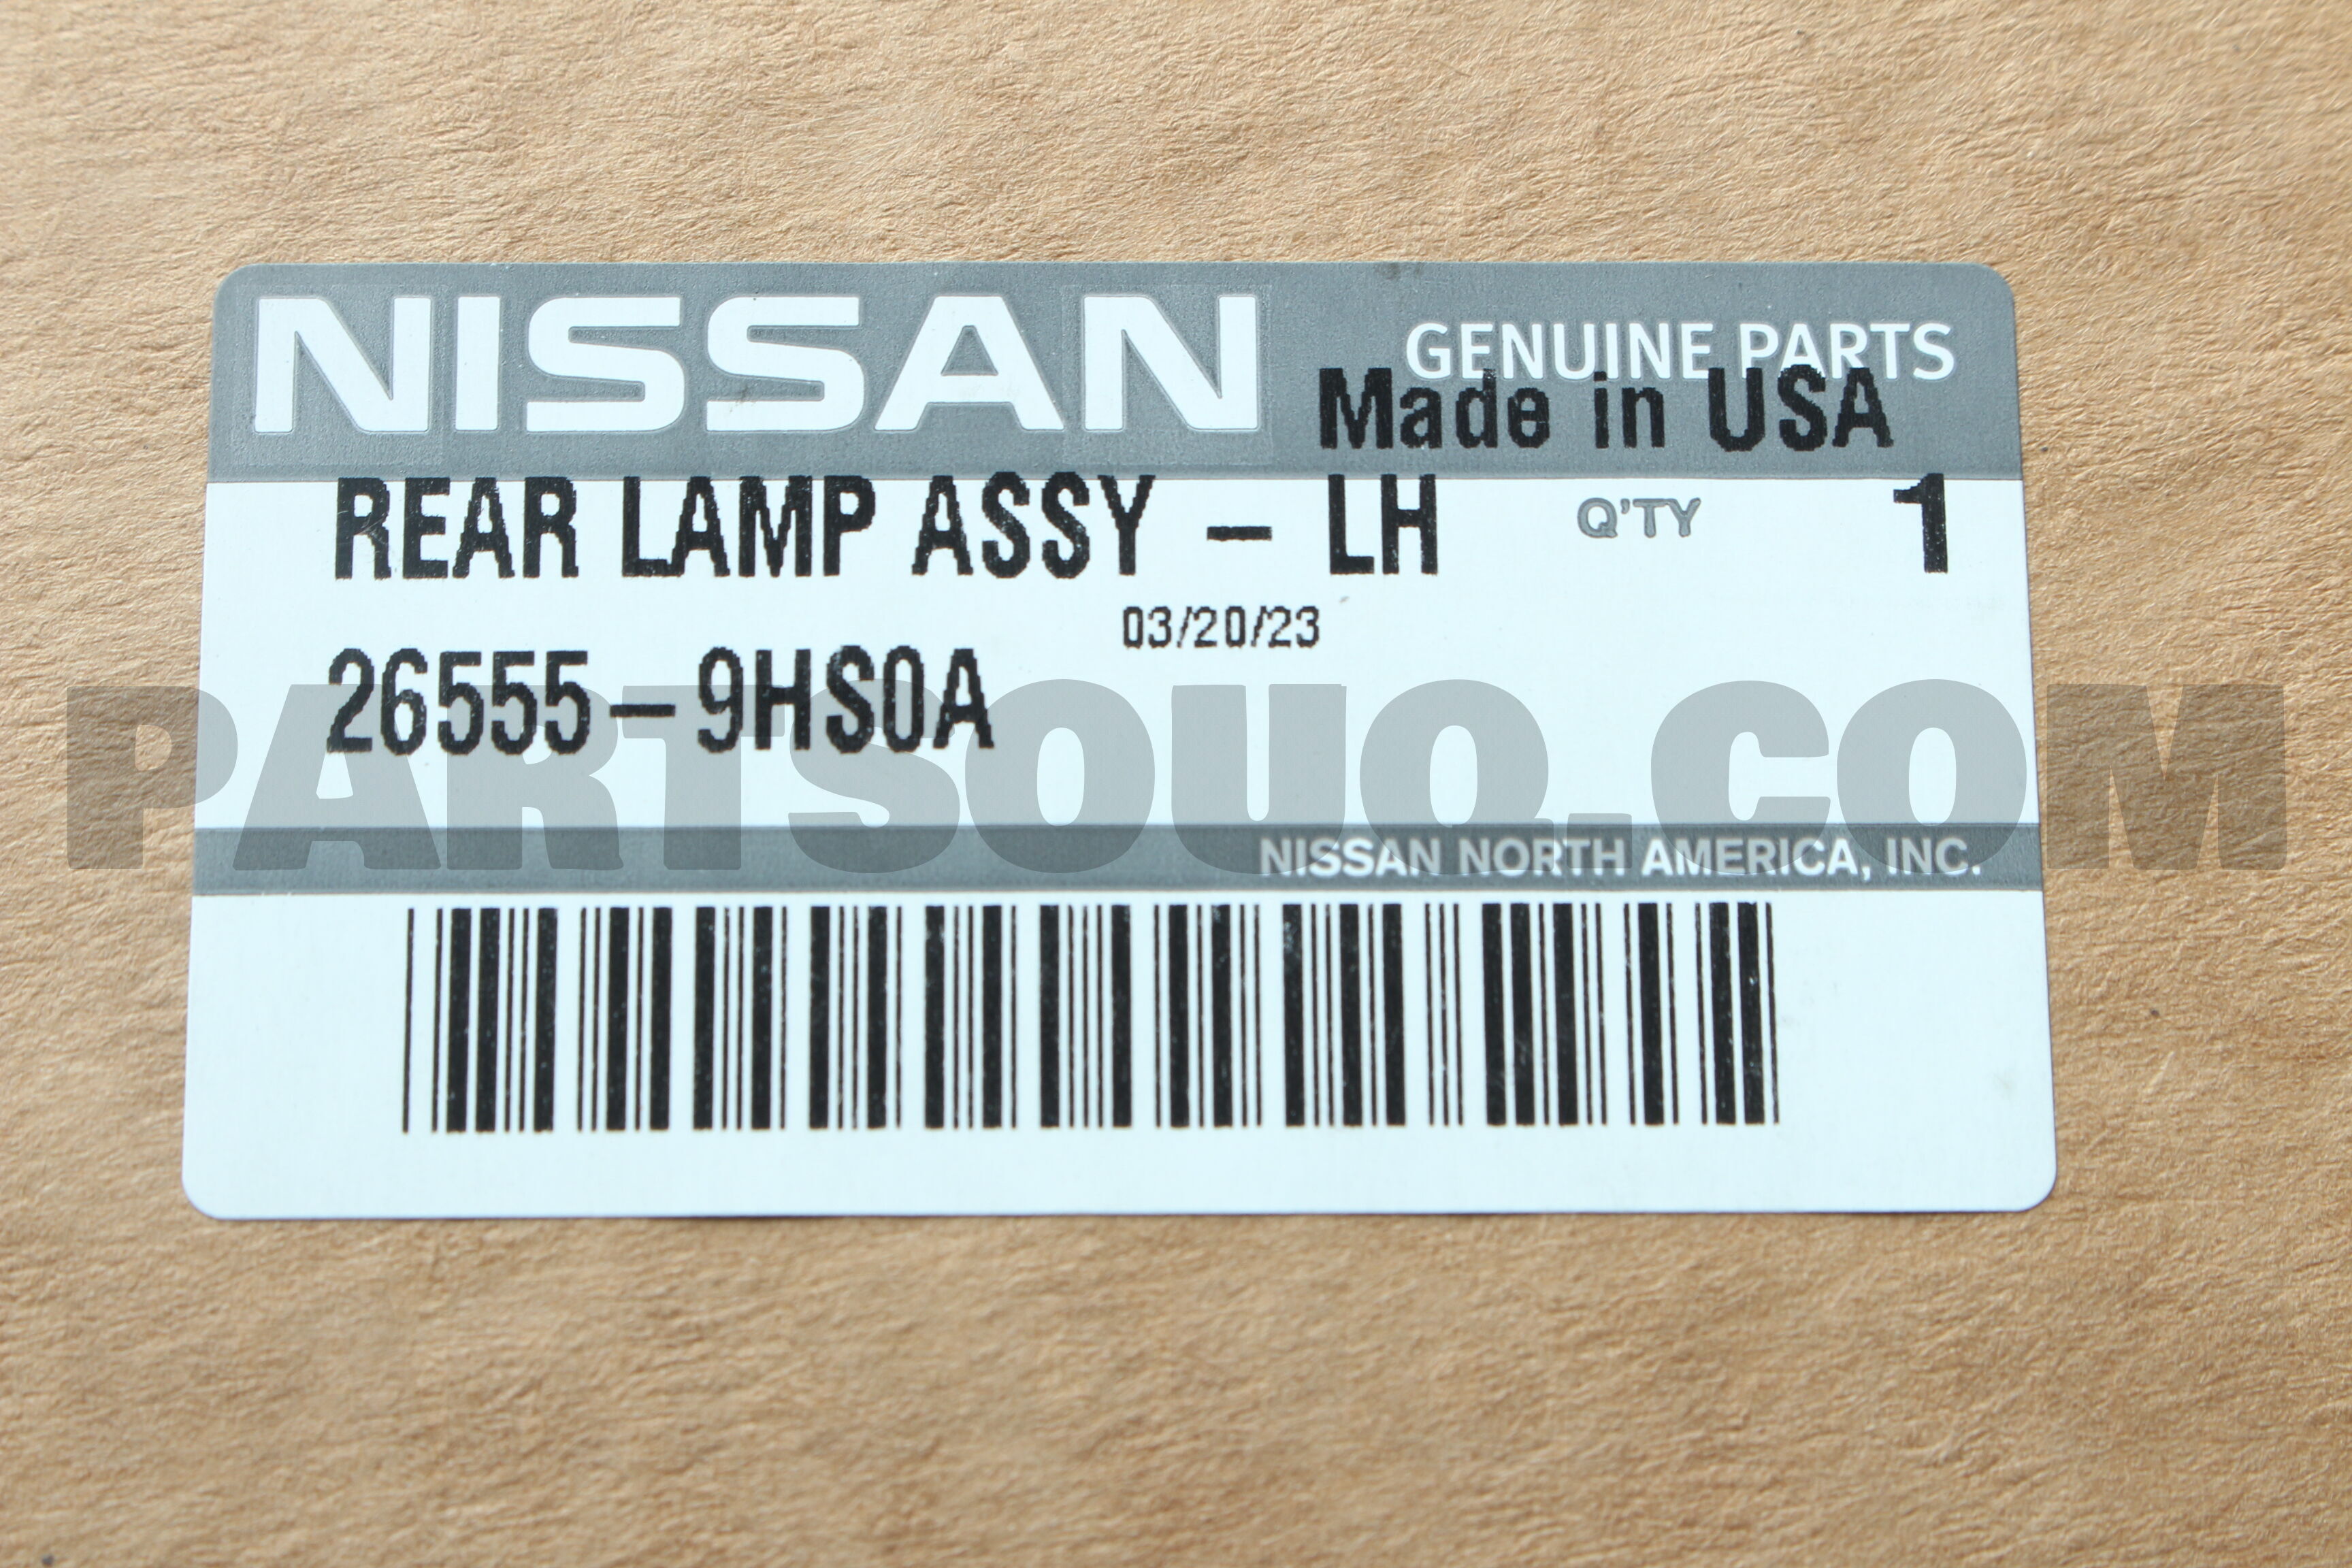 NISSAN
GENUINE PARTS
Made in USA
REAR LAMP ASSY - LH Q'TY 1
03/20/23
26555-9HS0A
PARTSOUQ.COM
NISSAN NORTH AMERICA, INC.